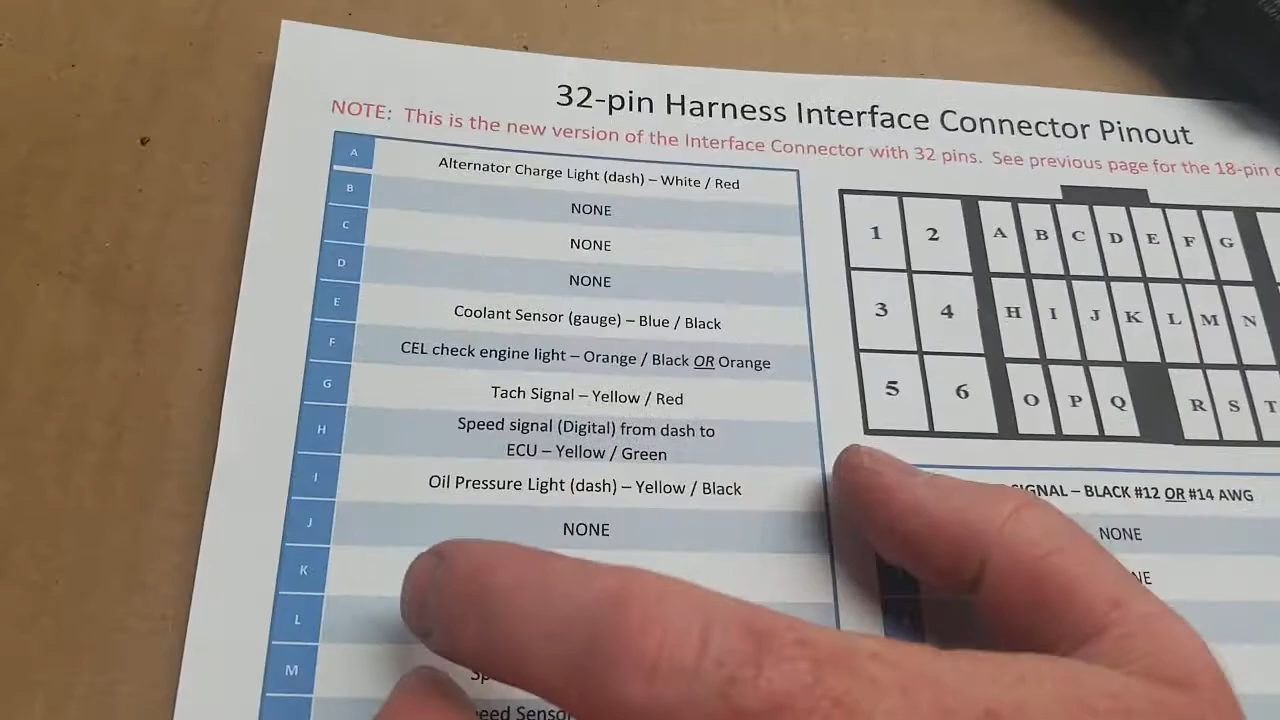 32-pin Harness Interface Connector Pinout
NOTE: This is the new version of the Interface Connector with 32 pins. See previous page for the 18-pin
A Alternator Charge Light (dash) – White / Red
B NONE
C NONE
D NONE
E Coolant Sensor (gauge) – Blue / Black
F CEL check engine light – Orange / Black OR Orange
G Tach Signal – Yellow / Red
H Speed signal (Digital) from dash to
ECU – Yellow / Green
I Oil Pressure Light (dash) – Yellow / Black
J NONE
K
L
M
1 2 A B C D E F G
3 4 H I J K L M N
5 6 O P Q R S T
– BLACK #12 OR #14 AWG
NONE